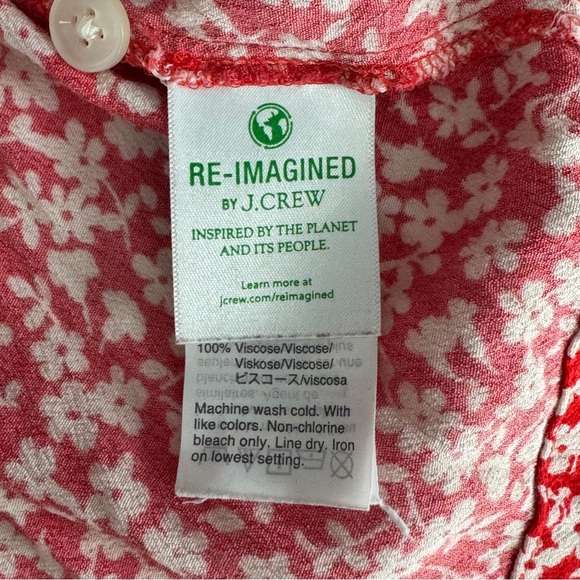 RE-IMAGINED
BY J.CREW
INSPIRED BY THE PLANET
AND ITS PEOPLE.
Learn more at
jcrew.com/reimagined
100% Viscose/Viscose/
Viskose/Viscose/
ビスコース/viscosa
Machine wash cold. With
like colors. Non-chlorine
bleach only. Line dry. Iron
on lowest setting.